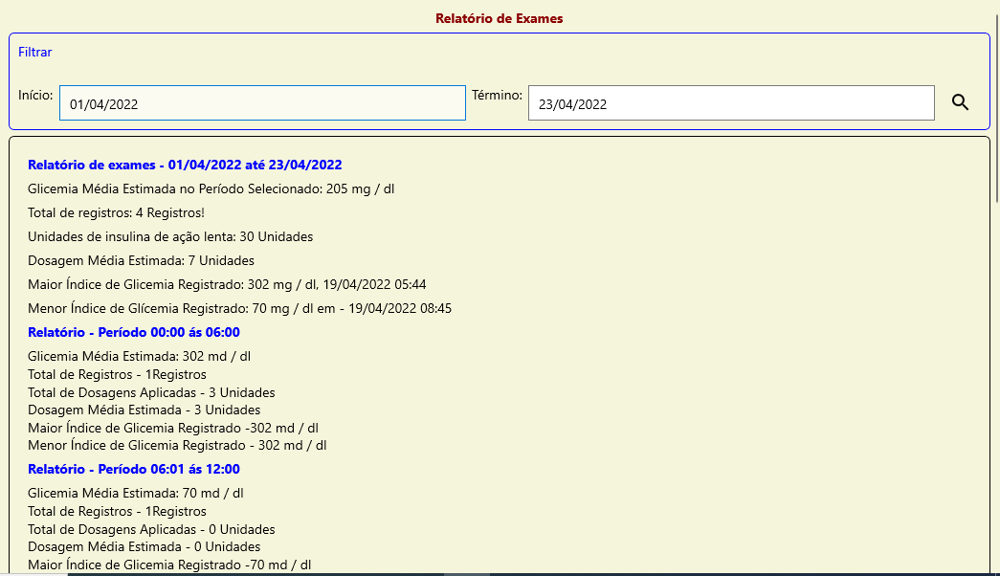 Relatório de Exames
Filtrar
Início: 01/04/2022 Término: 23/04/2022
Relatório de exames - 01/04/2022 até 23/04/2022
Glicemia Média Estimada no Período Selecionado: 205 mg / dl
Total de registros: 4 Registros!
Unidades de insulina de ação lenta: 30 Unidades
Dosagem Média Estimada: 7 Unidades
Maior Índice de Glicemia Registrado: 302 mg / dl, 19/04/2022 05:44
Menor Índice de Glícemia Registrado: 70 mg / dl em - 19/04/2022 08:45
Relatório - Período 00:00 ás 06:00
Glicemia Média Estimada: 302 md / dl
Total de Registros - 1Registros
Total de Dosagens Aplicadas - 3 Unidades
Dosagem Média Estimada - 3 Unidades
Maior Índice de Glicemia Registrado -302 md / dl
Menor Índice de Glicemia Registrado - 302 md / dl
Relatório - Período 06:01 ás 12:00
Glicemia Média Estimada: 70 md / dl
Total de Registros - 1Registros
Total de Dosagens Aplicadas - 0 Unidades
Dosagem Média Estimada - 0 Unidades
Maior Índice de Glicemia Registrado -70 md / dl